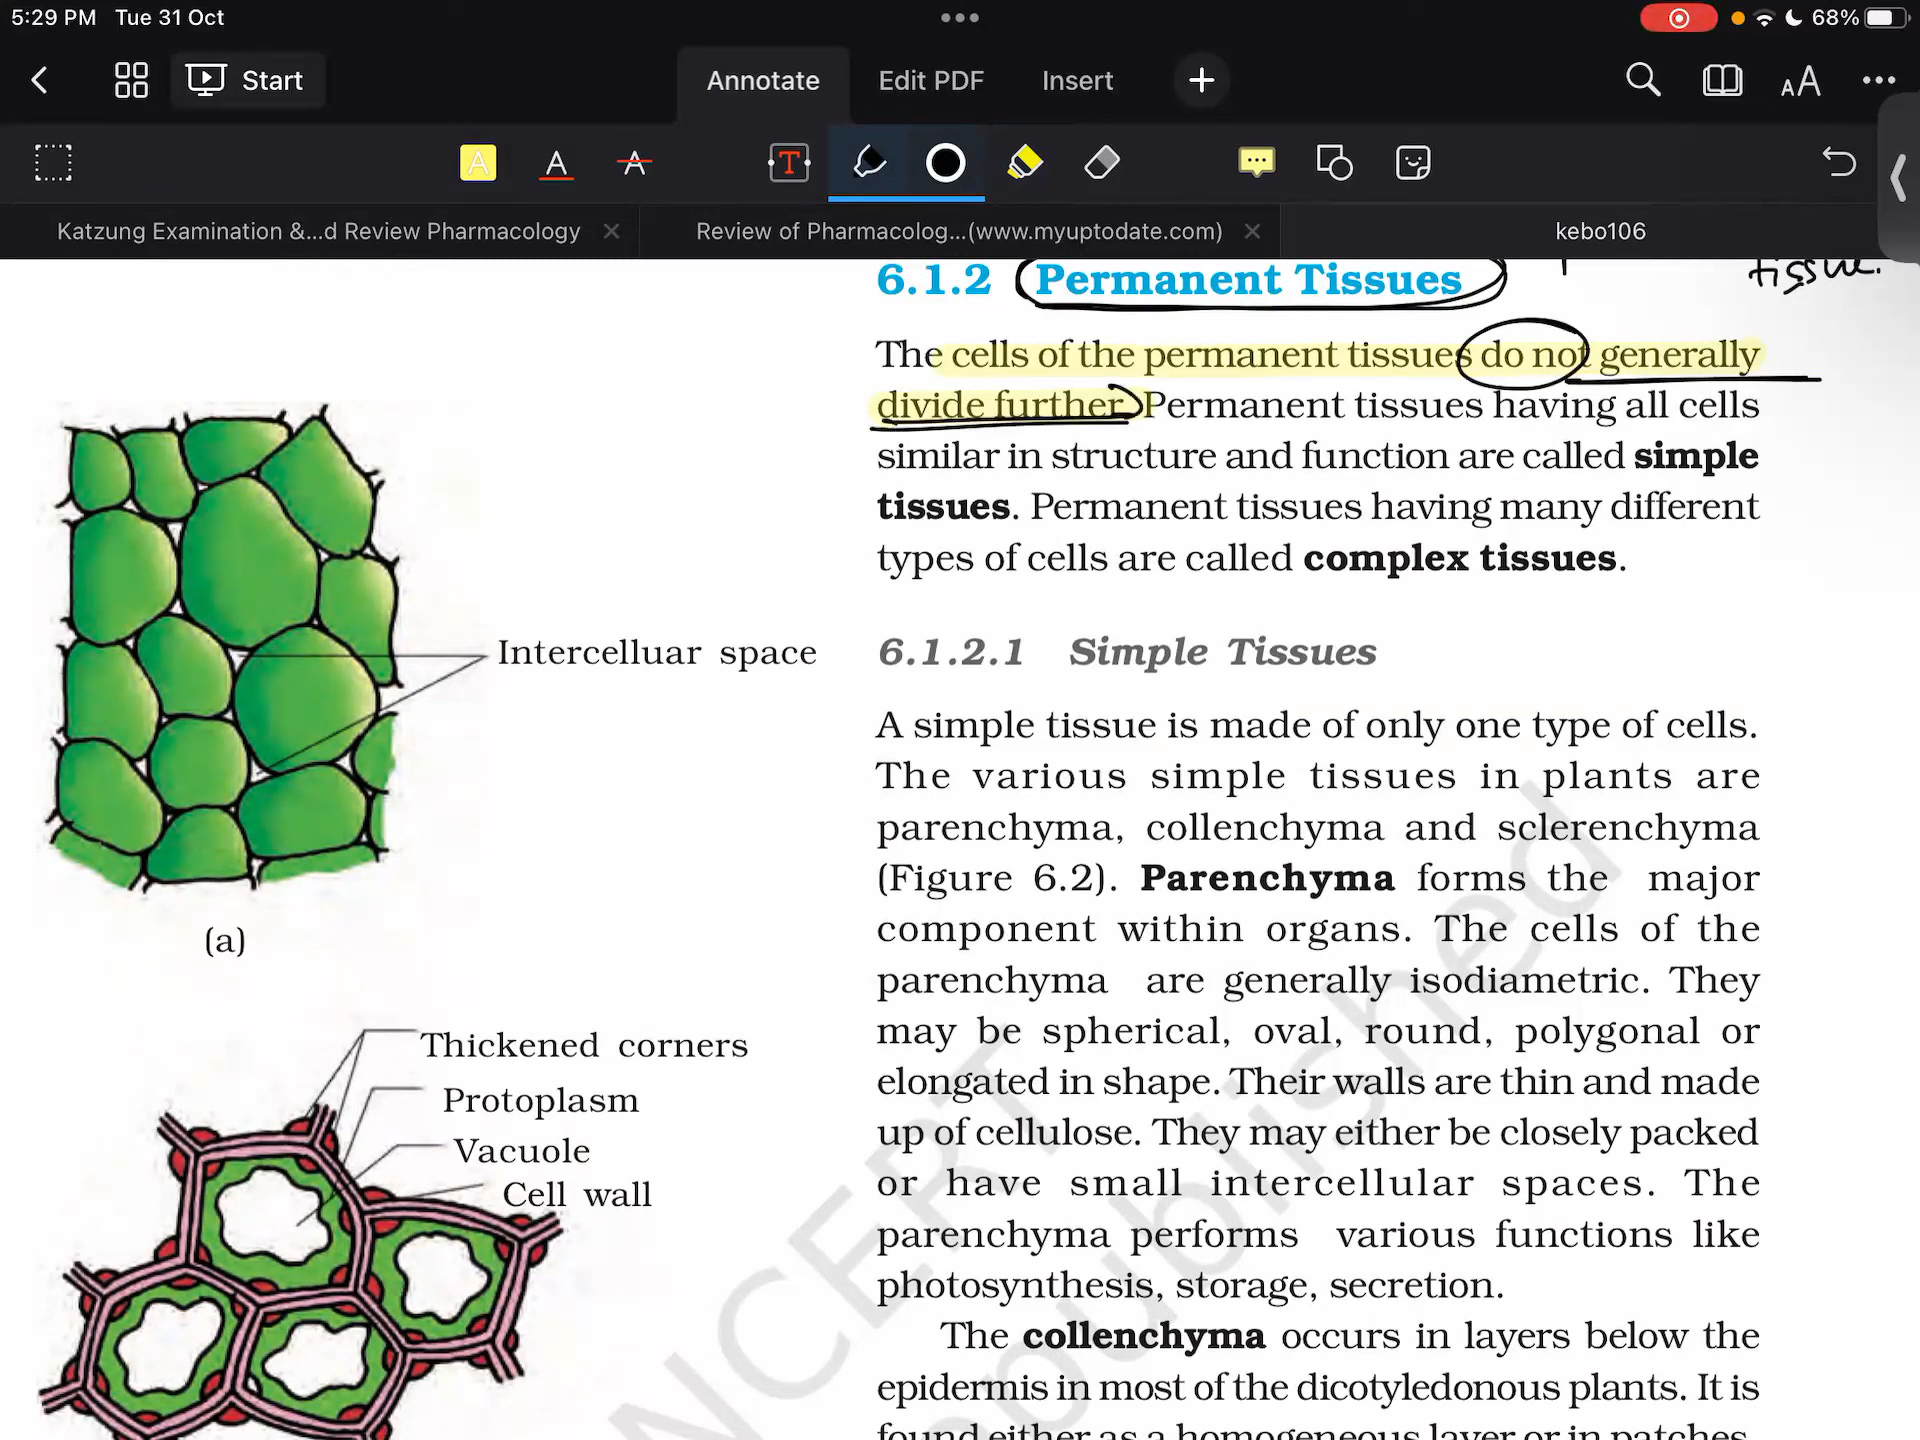 5:29 PM Tue 31 Oct
68%
Start
Annotate
Edit PDF
Insert
Katzung Examination &...d Review Pharmacology
Review of Pharmacolog...(www.myuptodate.com)
kebo106
tissue.
6.1.2 Permanent Tissues
The cells of the permanent tissues do not generally
divide further. Permanent tissues having all cells
similar in structure and function are called simple
tissues. Permanent tissues having many different
types of cells are called complex tissues.
Intercelluar space
(a)
Thickened corners
Protoplasm
Vacuole
Cell wall
6.1.2.1 Simple Tissues
A simple tissue is made of only one type of cells.
The various simple tissues in plants are
parenchyma, collenchyma and sclerenchyma
(Figure 6.2). Parenchyma forms the major
component within organs. The cells of the
parenchyma are generally isodiametric. They
may be spherical, oval, round, polygonal or
elongated in shape. Their walls are thin and made
up of cellulose. They may either be closely packed
or have small intercellular spaces. The
parenchyma performs various functions like
photosynthesis, storage, secretion.
The collenchyma occurs in layers below the
epidermis in most of the dicotyledonous plants. It is
found either as a homogeneous layer or in patches.